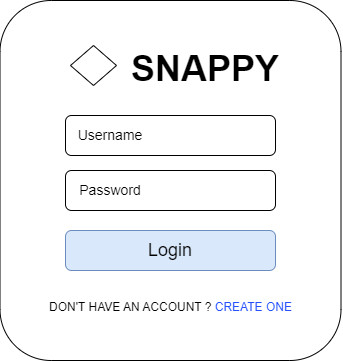 SNAPPY
Username
Password
Login
DON'T HAVE AN ACCOUNT ? CREATE ONE